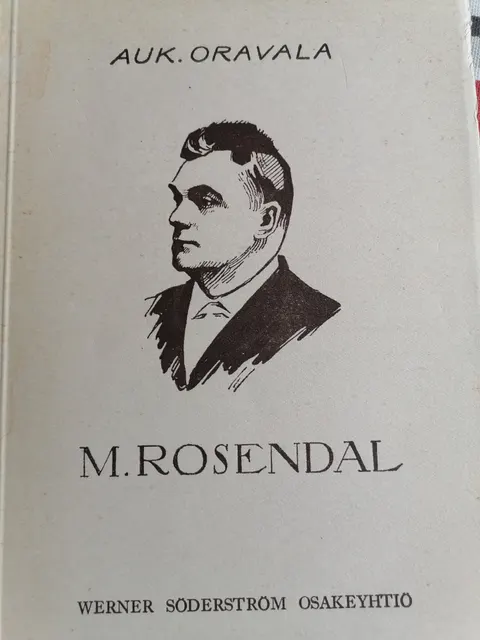 AUK. ORAVALA
M. ROSENDAL
WERNER SÖDERSTRÖM OSAKEYHTIÖ